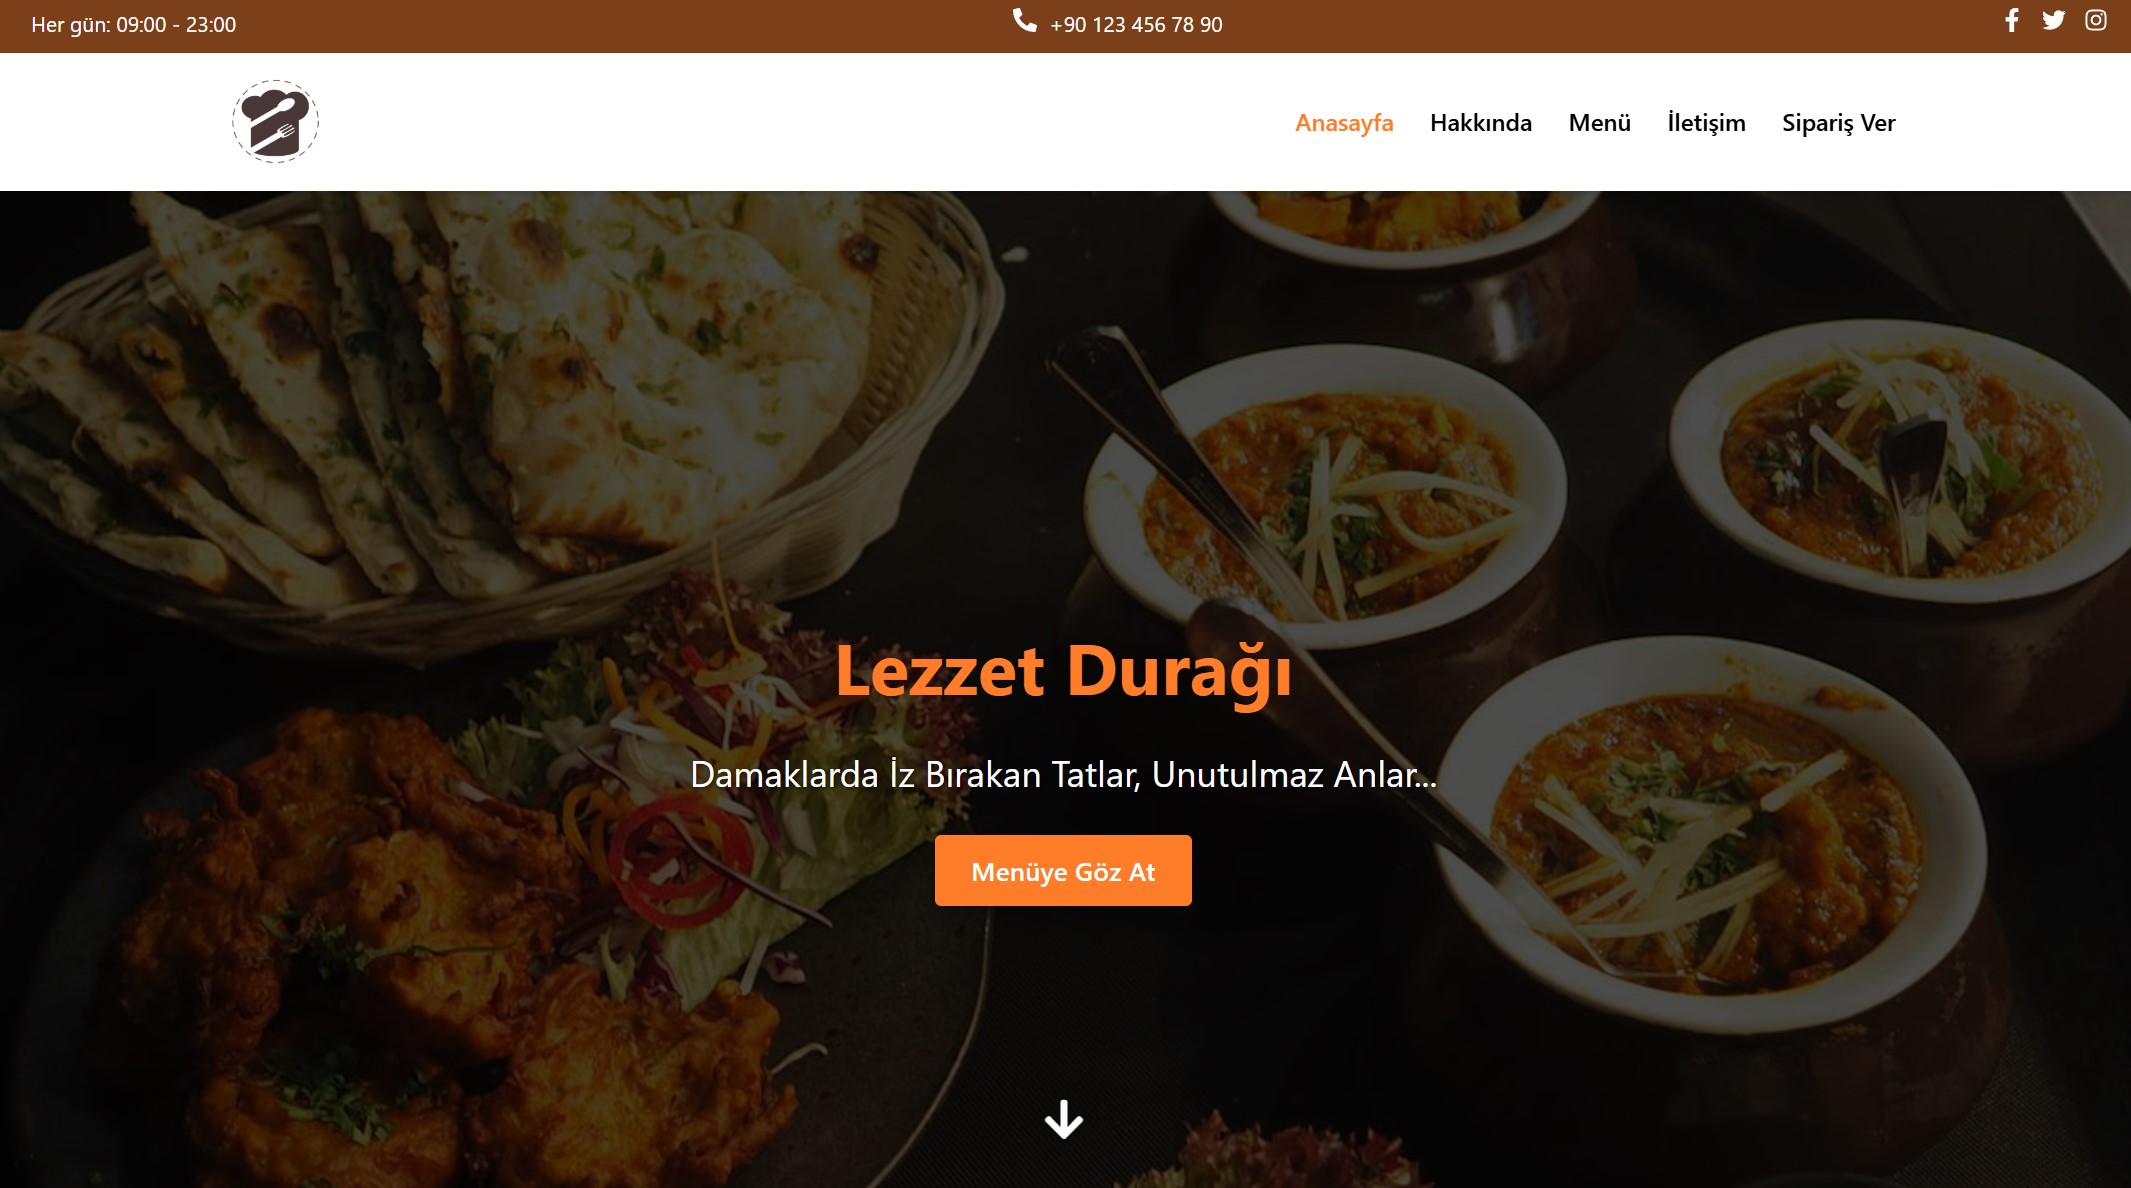 Her gün: 09:00 - 23:00
+90 123 456 78 90
Anasayfa
Hakkında
Menü
İletişim
Sipariş Ver
Lezzet Durağı
Damaklarda İz Bırakan Tatlar, Unutulmaz Anlar...
Menüye Göz At